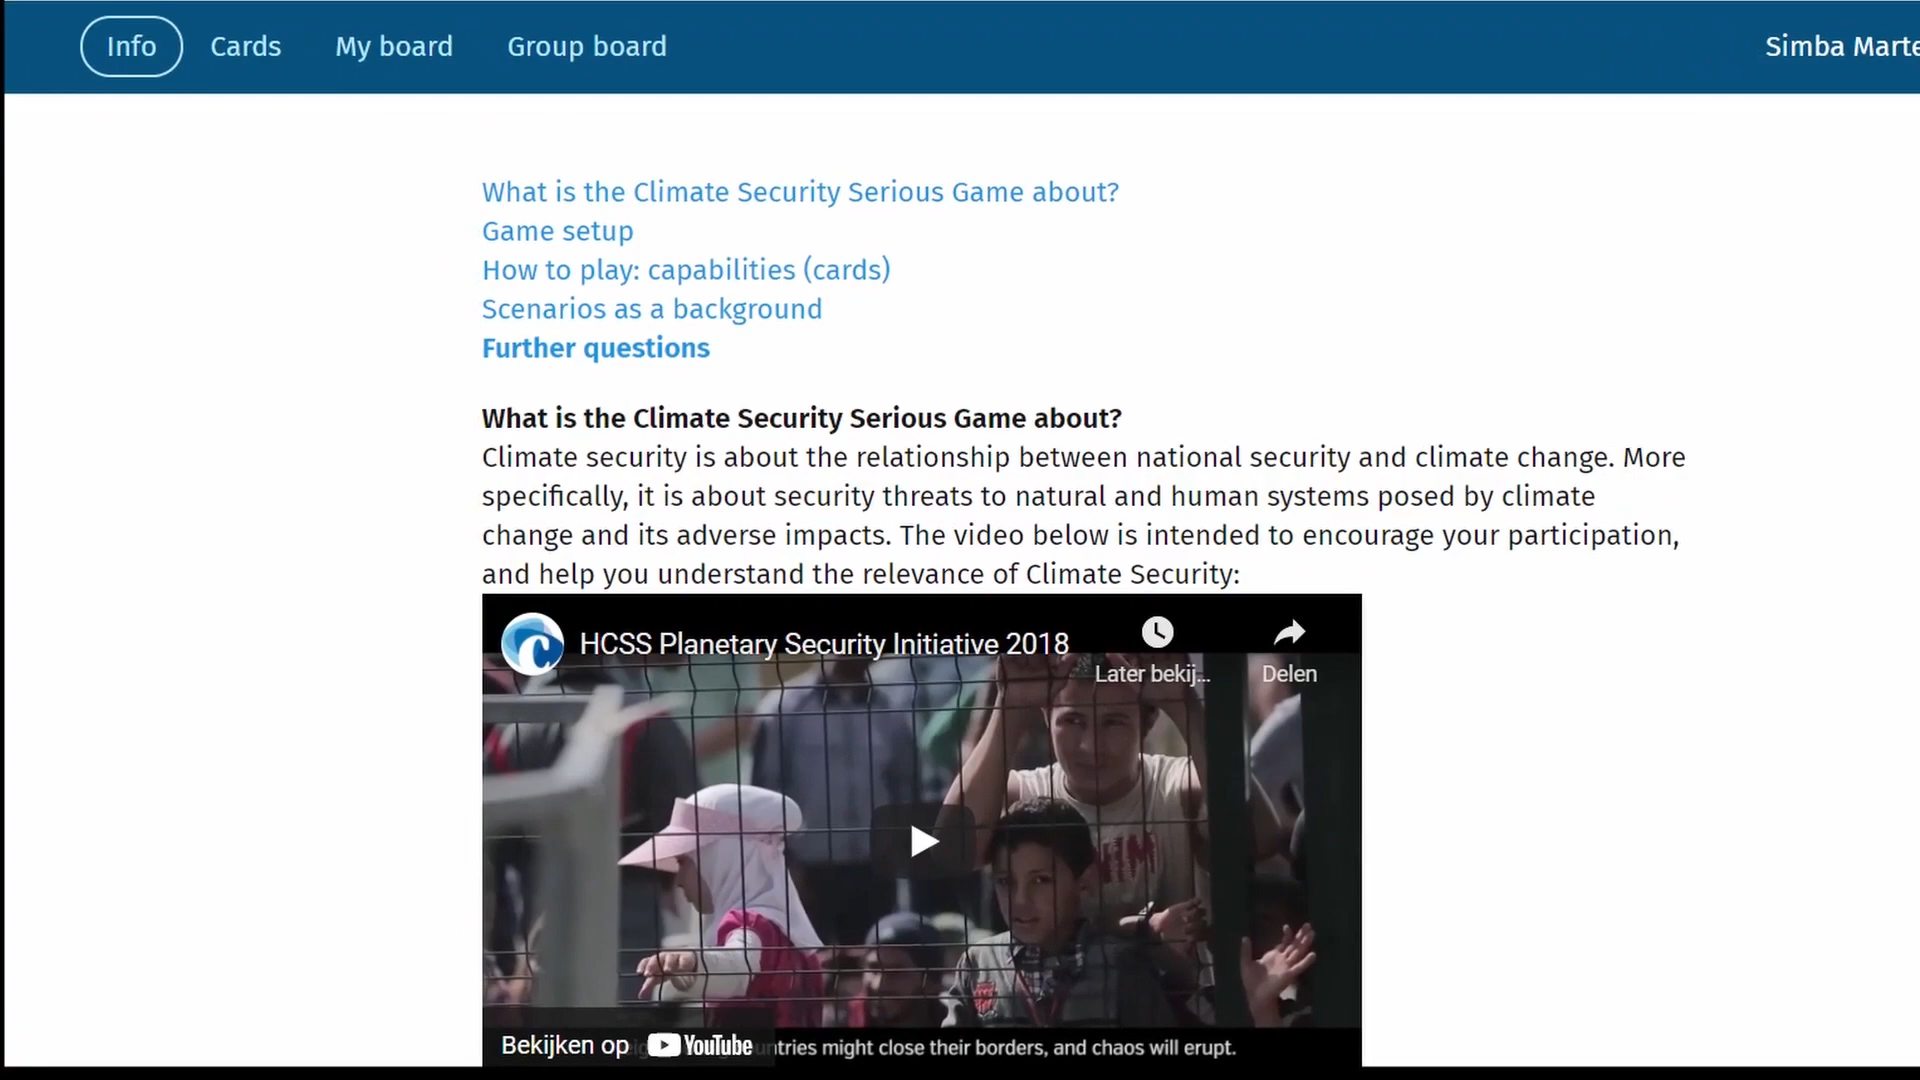 Info Cards My board Group board Simba Marte
What is the Climate Security Serious Game about?
Game setup
How to play: capabilities (cards)
Scenarios as a background
Further questions
What is the Climate Security Serious Game about?
Climate security is about the relationship between national security and climate change. More
specifically, it is about security threats to natural and human systems posed by climate
change and its adverse impacts. The video below is intended to encourage your participation,
and help you understand the relevance of Climate Security:
HCSS Planetary Security Initiative 2018
Later bekij... Delen
Bekijken op YouTube
ntries might close their borders, and chaos will erupt.